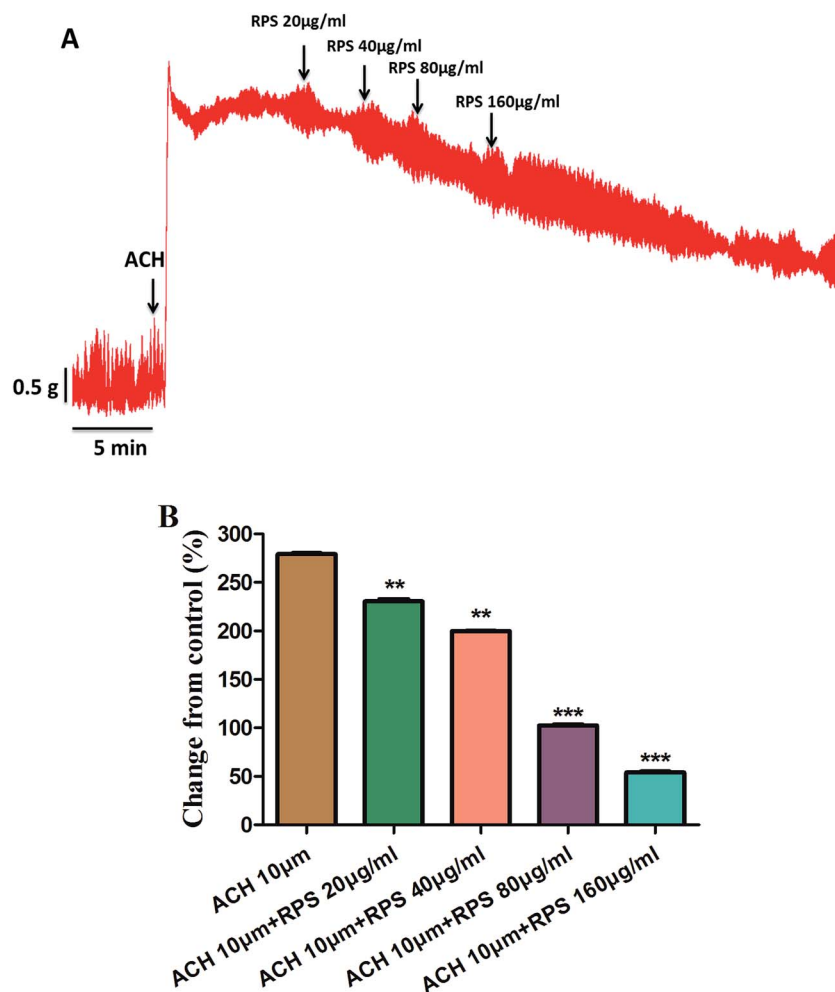 A
RPS 20µg/ml
RPS 40µg/ml
RPS 80µg/ml
RPS 160µg/ml
ACH
0.5 g
5 min
B
Change from control (%)
300
250
200
150
100
50
0
**
**
***
***
ACH 10µm
ACH 10µm+RPS 20µg/ml
ACH 10µm+RPS 40µg/ml
ACH 10µm+RPS 80µg/ml
ACH 10µm+RPS 160µg/ml